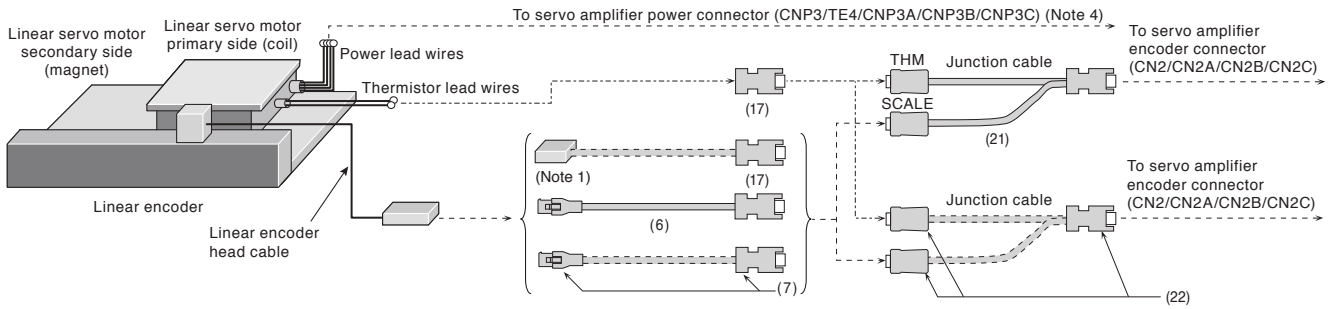 To servo amplifier power connector (CNP3/TE4/CNP3A/CNP3B/CNP3C) (Note 4)
Linear servo motor
secondary side
(magnet)
Linear servo motor
primary side (coil)
Power lead wires
Thermistor lead wires
(17)
THM
SCALE
Junction cable
(21)
To servo amplifier
encoder connector
(CN2/CN2A/CN2B/CN2C)
Linear encoder
Linear encoder
head cable
(Note 1)
(17)
(6)
(7)
Junction cable
(22)
To servo amplifier
encoder connector
(CN2/CN2A/CN2B/CN2C)